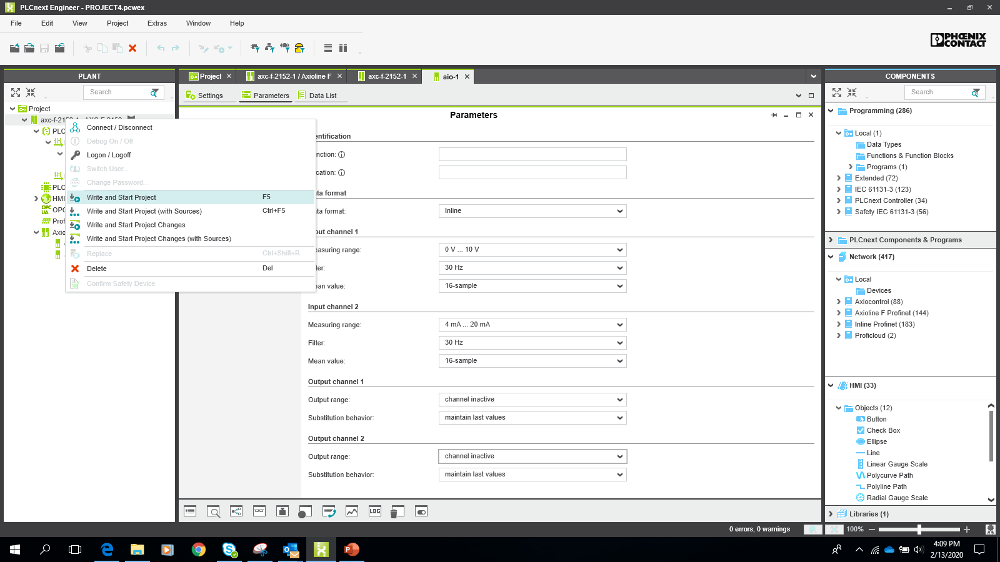 PLCnext Engineer - PROJECT4.pcwex
File Edit View Project Extras Window Help
PHŒNIX
CONTACT
PLANT
Search
Project
PLC
PLC
HMI
OPC
UA
OPC
Prof
Axio
Connect / Disconnect
Debug On / Off
Logon / Logoff
Switch User...
Change Password...
Write and Start Project F5
Write and Start Project (with Sources) Ctrl+F5
Write and Start Project Changes
Write and Start Project Changes (with Sources)
Replace Ctrl+Shift+R
Delete Del
Confirm Safety Device
Project axc-f-2152-1 / Axioline F axc-f-2152-1 aio-1
Settings Parameters Data List
Parameters
entification
nction:
cation:
ata format
ta format: Inline
put channel 1
easuring range: 0 V ... 10 V
ter: 30 Hz
ean value: 16-sample
Input channel 2
Measuring range: 4 mA ... 20 mA
Filter: 30 Hz
Mean value: 16-sample
Output channel 1
Output range: channel inactive
Substitution behavior: maintain last values
Output channel 2
Output range: channel inactive
Substitution behavior: maintain last values
LOG
COMPONENTS
Search
Programming (286)
Local (1)
Data Types
Functions & Function Blocks
Programs (1)
Extended (72)
IEC 61131-3 (123)
PLCnext Controller (34)
Safety IEC 61131-3 (56)
PLCnext Components & Programs
Network (417)
Local
Devices
Axiocontrol (88)
Axioline F Profinet (144)
Inline Profinet (183)
Proficloud (2)
HMI (33)
Objects (12)
Button
Check Box
Ellipse
Line
Linear Gauge Scale
Polycurve Path
Polyline Path
Radial Gauge Scale
Libraries (1)
0 errors, 0 warnings 100%
4:09 PM
2/13/2020